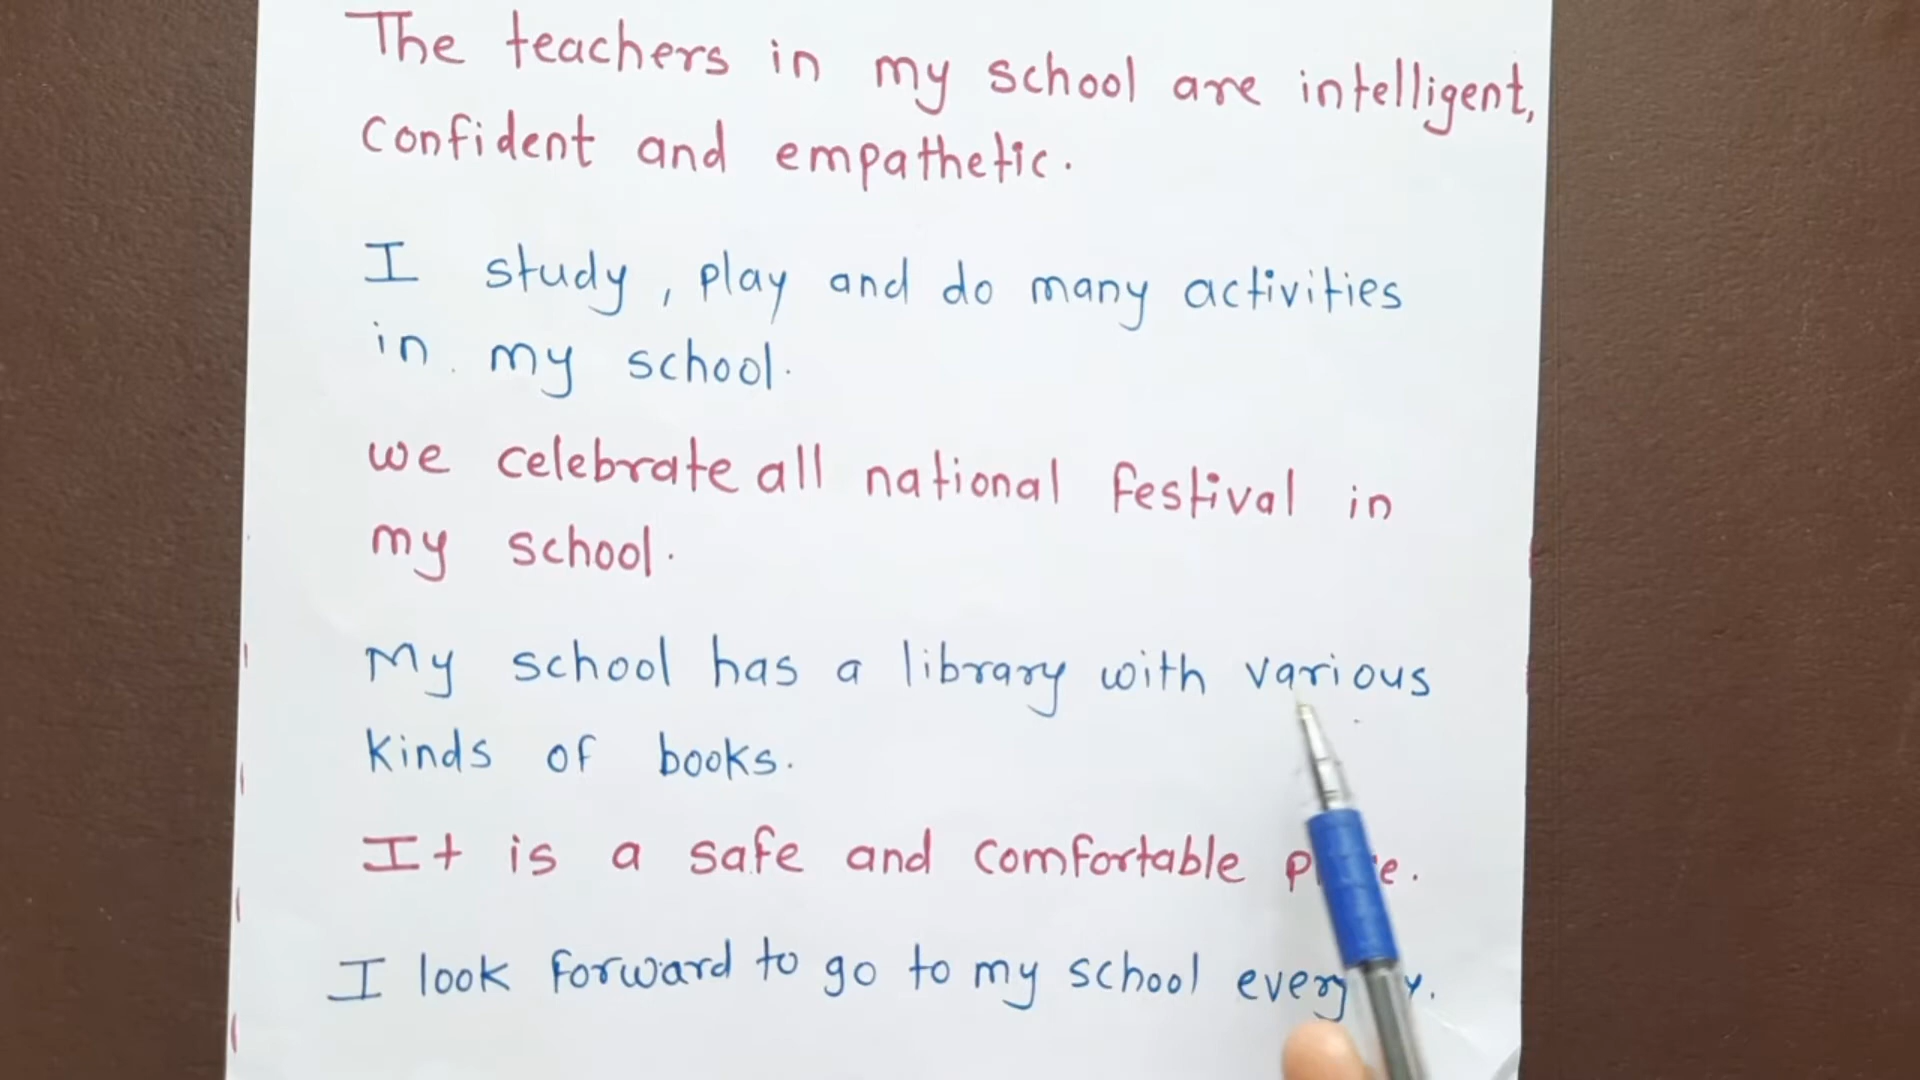 The teachers in my school are intelligent,
confident and empathetic.
I study, play and do many activities
in my school.
we celebrate all national festival in
my school.
My school has a library with various
kinds of books.
It is a safe and comfortable
I look forward to go to my school